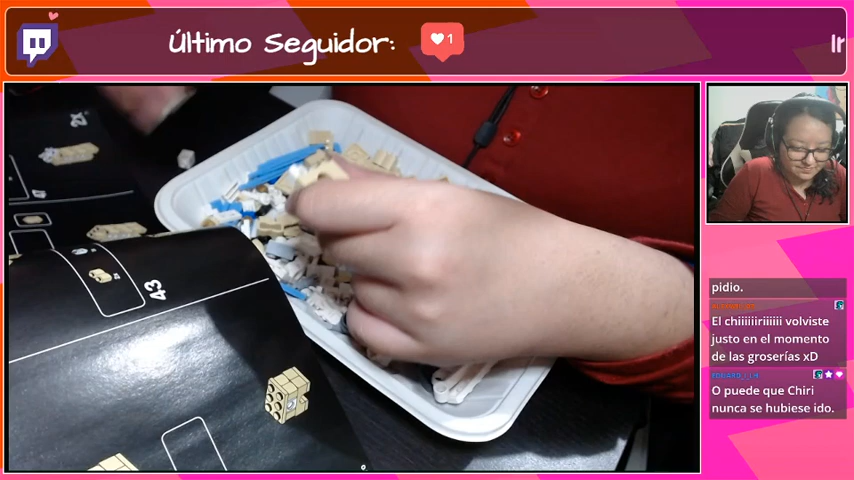 Último Seguidor:
1
Ir
43
pidio.
El chiiiiiriiiiii volviste
justo en el momento
de las groserías xD
O puede que Chiri
nunca se hubiese ido.